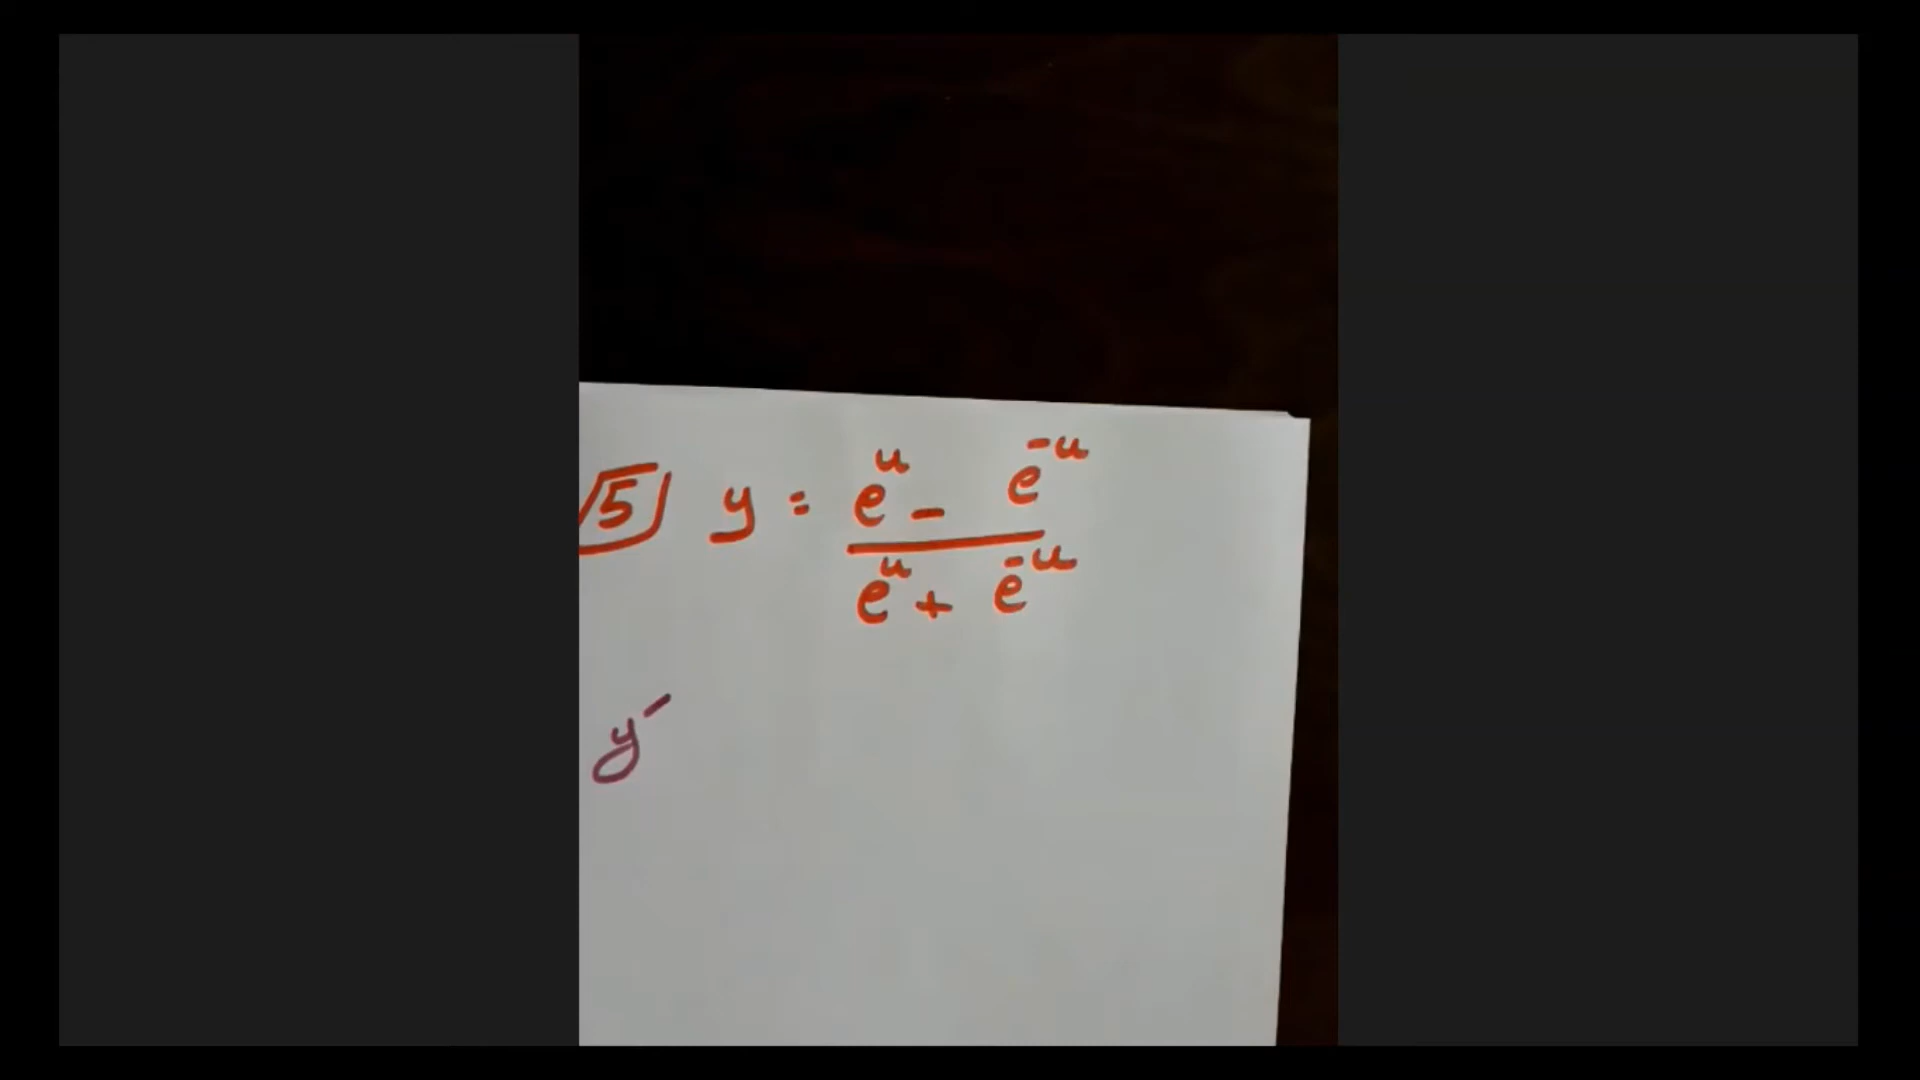 5 y = e^u - e^-u
e^u + e^-u
y'